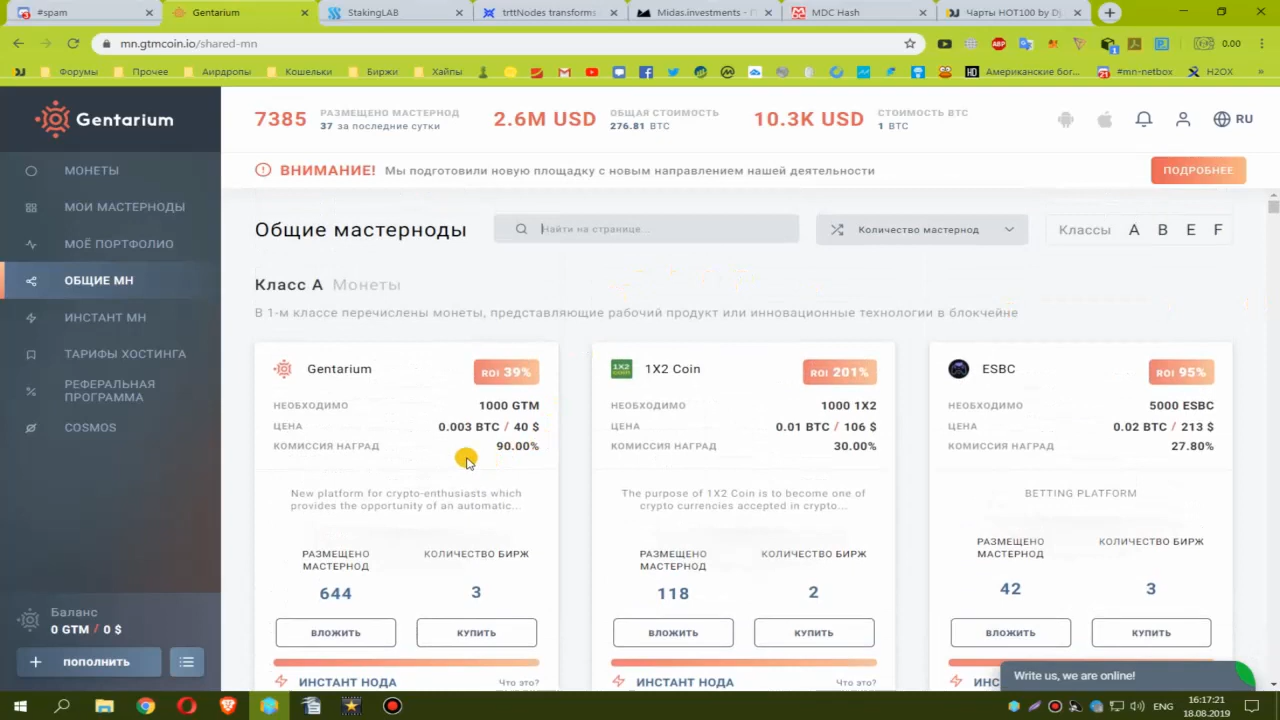 #spam
Gentarium
StakingLAB
trttNodes transforms
Midas.investments - П
MDC Hash
Чарты HOT100 by Dj
mn.gtmcoin.io/shared-mn
0.00
Форумы
Прочее
Аирдропы
Кошельки
Биржи
Хайпы
Американские бог...
#mn-netbox
H2OX
Gentarium
7385 РАЗМЕЩЕНО МАСТЕРНОД
37 за последние сутки
2.6M USD ОБЩАЯ СТОИМОСТЬ
276.81 BTC
10.3K USD СТОИМОСТЬ BTC
1 BTC
RU
ВНИМАНИЕ! Мы подготовили новую площадку с новым направлением нашей деятельности
ПОДРОБНЕЕ
МОНЕТЫ
МОИ МАСТЕРНОДЫ
МОЁ ПОРТФОЛИО
ОБЩИЕ МН
ИНСТАНТ МН
ТАРИФЫ ХОСТИНГА
РЕФЕРАЛЬНАЯ
ПРОГРАММА
COSMOS
Баланс
0 GTM / 0 $
ПОПОЛНИТЬ
Общие мастерноды
Найти на странице...
Количество мастернод
Классы A B E F
Класс A Монеты
В 1-м классе перечислены монеты, представляющие рабочий продукт или инновационные технологии в блокчейне
Gentarium
ROI 39%
НЕОБХОДИМО 1000 GTM
ЦЕНА 0.003 BTC / 40 $
КОМИССИЯ НАГРАД 90.00%
New platform for crypto-enthusiasts which
provides the opportunity of an automatic...
РАЗМЕЩЕНО
МАСТЕРНОД
644
КОЛИЧЕСТВО БИРЖ
3
ВЛОЖИТЬ
КУПИТЬ
ИНСТАНТ НОДА Что это?
1X2 Coin
ROI 201%
НЕОБХОДИМО 1000 1X2
ЦЕНА 0.01 BTC / 106 $
КОМИССИЯ НАГРАД 30.00%
The purpose of 1X2 Coin is to become one of
crypto currencies accepted in crypto...
РАЗМЕЩЕНО
МАСТЕРНОД
118
КОЛИЧЕСТВО БИРЖ
2
ВЛОЖИТЬ
КУПИТЬ
ИНСТАНТ НОДА Что это?
ESBC
ROI 95%
НЕОБХОДИМО 5000 ESBC
ЦЕНА 0.02 BTC / 213 $
КОМИССИЯ НАГРАД 27.80%
BETTING PLATFORM
РАЗМЕЩЕНО
МАСТЕРНОД
42
КОЛИЧЕСТВО БИРЖ
3
ВЛОЖИТЬ
КУПИТЬ
Write us, we are online!
ENG
16:17:21
18.08.2019